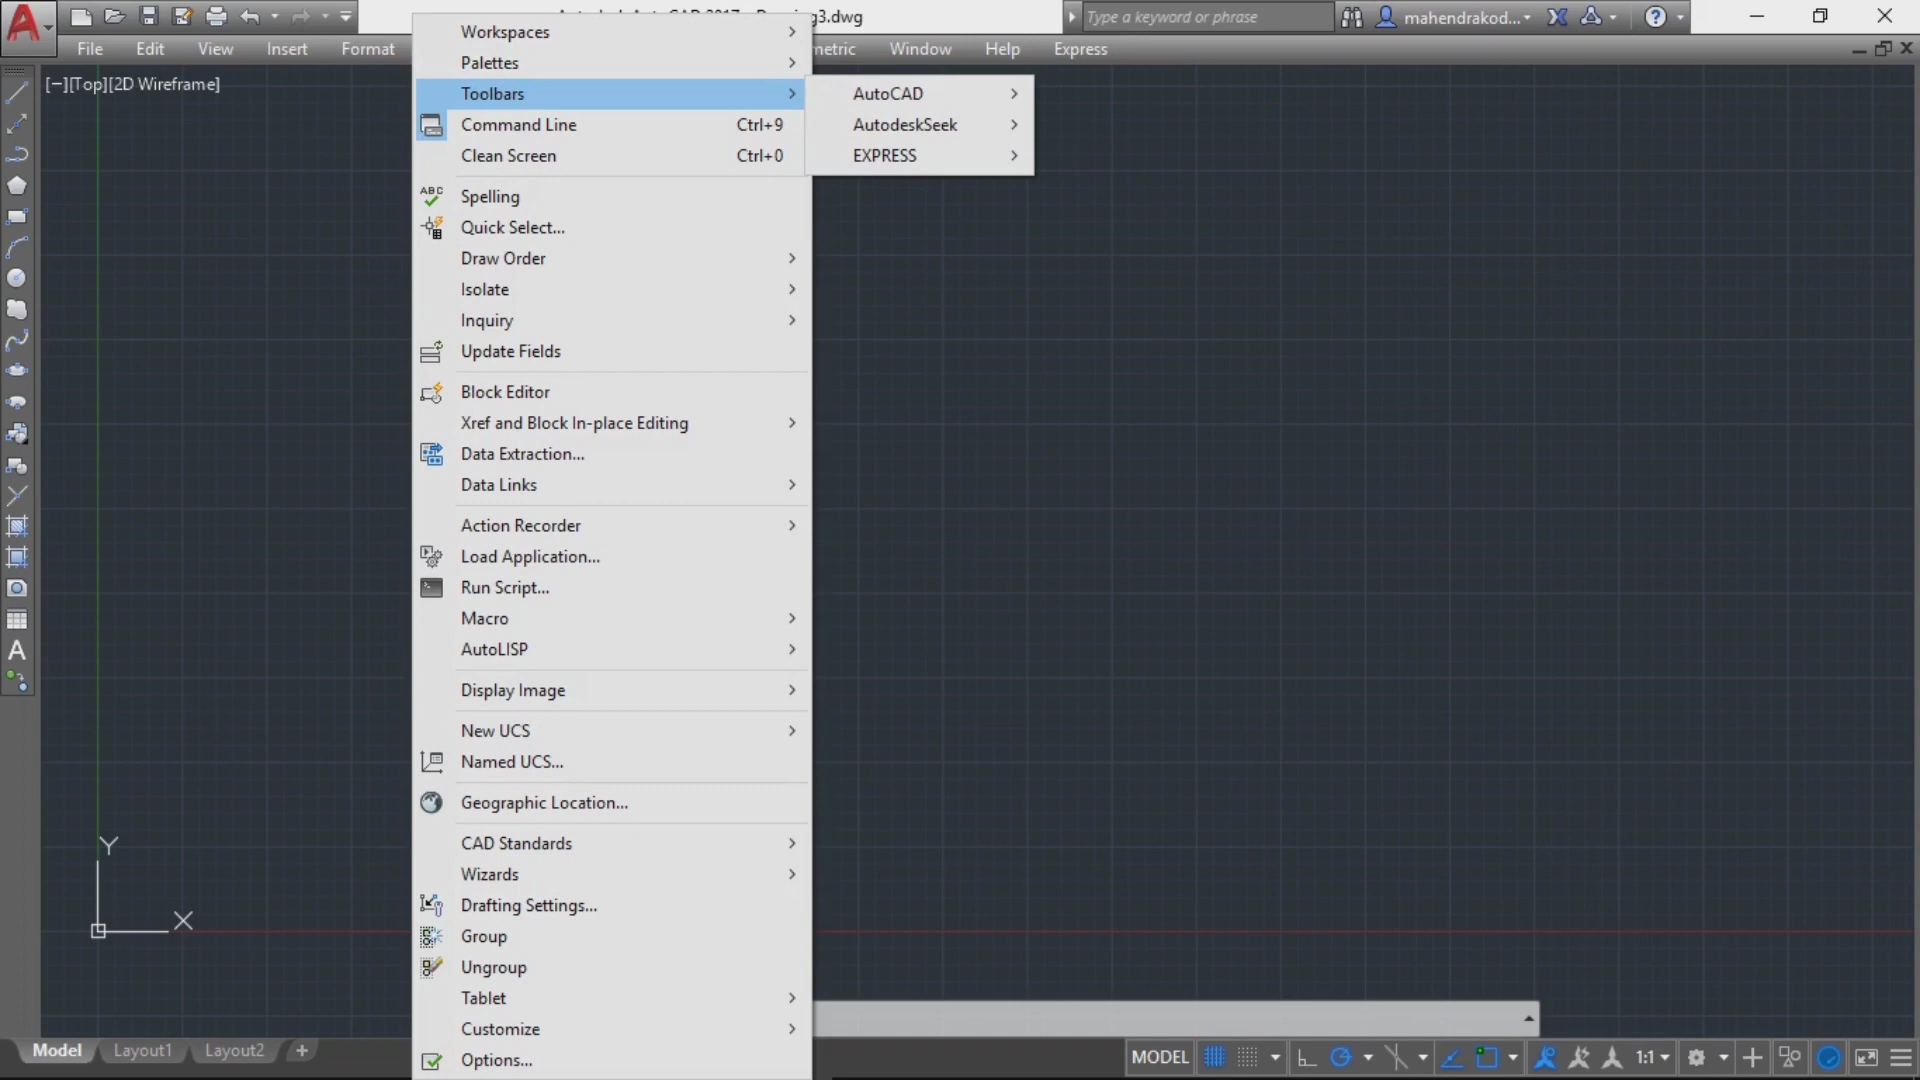 3.dwg
Type a keyword or phrase
mahendrakod...
File
Edit
View
Insert
Format
metric
Window
Help
Express
[−][Top][2D Wireframe]
Workspaces
Palettes
Toolbars
Command Line Ctrl+9
Clean Screen Ctrl+0
AutoCAD
AutodeskSeek
EXPRESS
ABC
Spelling
Quick Select...
Draw Order
Isolate
Inquiry
Update Fields
Block Editor
Xref and Block In-place Editing
Data Extraction...
Data Links
Action Recorder
Load Application...
Run Script...
Macro
AutoLISP
Display Image
New UCS
Named UCS...
Geographic Location...
CAD Standards
Wizards
Drafting Settings...
Group
Ungroup
Tablet
Customize
Options...
A
Y
X
Model
Layout1
Layout2
+
MODEL
1:1